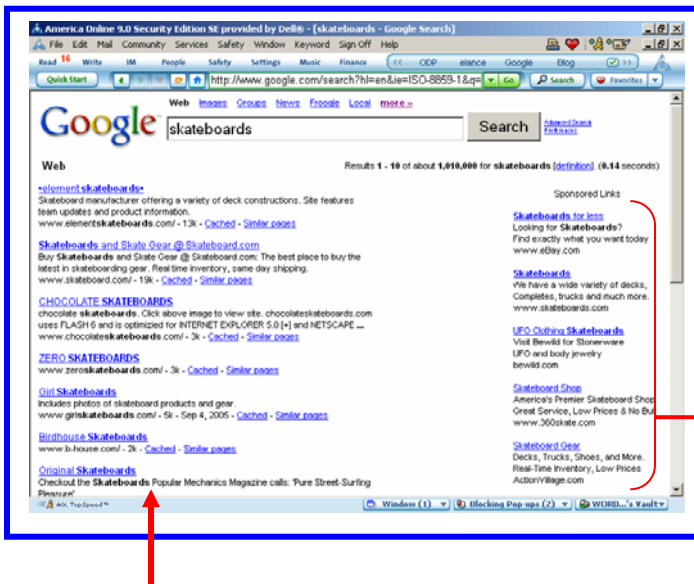 America Online 9.0 Security Edition SE provided by Dell® - [skateboards - Google Search]
File Edit Mail Community Services Safety Window Keyword Sign Off Help
Read 16 Write IM People Safety Settings Music Finance << ODP elance Google Blog >>
Quick Start http://www.google.com/search?hl=en&ie=ISO-8859-1&q= Go Search Favorites
Web Images Groups News Froogle Local more »
Google skateboards Search Advanced Search
Preferences
Web Results 1 - 10 of about 1,010,000 for skateboards [definition]. (0.14 seconds)
•element skateboards•
Skateboard manufacturer offering a variety of deck constructions. Site features
team updates and product information.
www.elementskateboards.com/ - 13k - Cached - Similar pages
Skateboards and Skate Gear @ Skateboard.com
Buy Skateboards and Skate Gear @ Skateboard.com: The best place to buy the
latest in skateboarding gear. Real time inventory, same day shipping.
www.skateboard.com/ - 19k - Cached - Similar pages
CHOCOLATE SKATEBOARDS
chocolate skateboards. Click above image to view site. chocolateskateboards.com
uses FLASH 6 and is optimizied for INTERNET EXPLORER 5.0 [+] and NETSCAPE ...
www.chocolateskateboards.com/ - 3k - Cached - Similar pages
ZERO SKATEBOARDS
www.zeroskateboards.com/ - 3k - Cached - Similar pages
Girl Skateboards
Includes photos of skateboard products and gear.
www.girlskateboards.com/ - 5k - Sep 4, 2005 - Cached - Similar pages
Birdhouse Skateboards
www.b-house.com/ - 2k - Cached - Similar pages
Original Skateboards
Checkout the Skateboards Popular Mechanics Magazine calls: 'Pure Street-Surfing
Pleasure'
Sponsored Links
Skateboards for less
Looking for Skateboards?
Find exactly what you want today
www.eBay.com
Skateboards
We have a wide variety of decks,
Completes, trucks and much more.
www.skateboards.com
UFO Clothing Skateboards
Visit Bewild for Stonerware
UFO and body jewelry
bewild.com
Skateboard Shop
America's Premier Skateboard Shop
Great Service, Low Prices & No Bull
www.360skate.com
Skateboard Gear
Decks, Trucks, Shoes, and More.
Real-Time Inventory, Low Prices
ActionVillage.com
AOL TopSpeed™ Window (1) Blocking Pop-ups (2) WORD...'s Vault